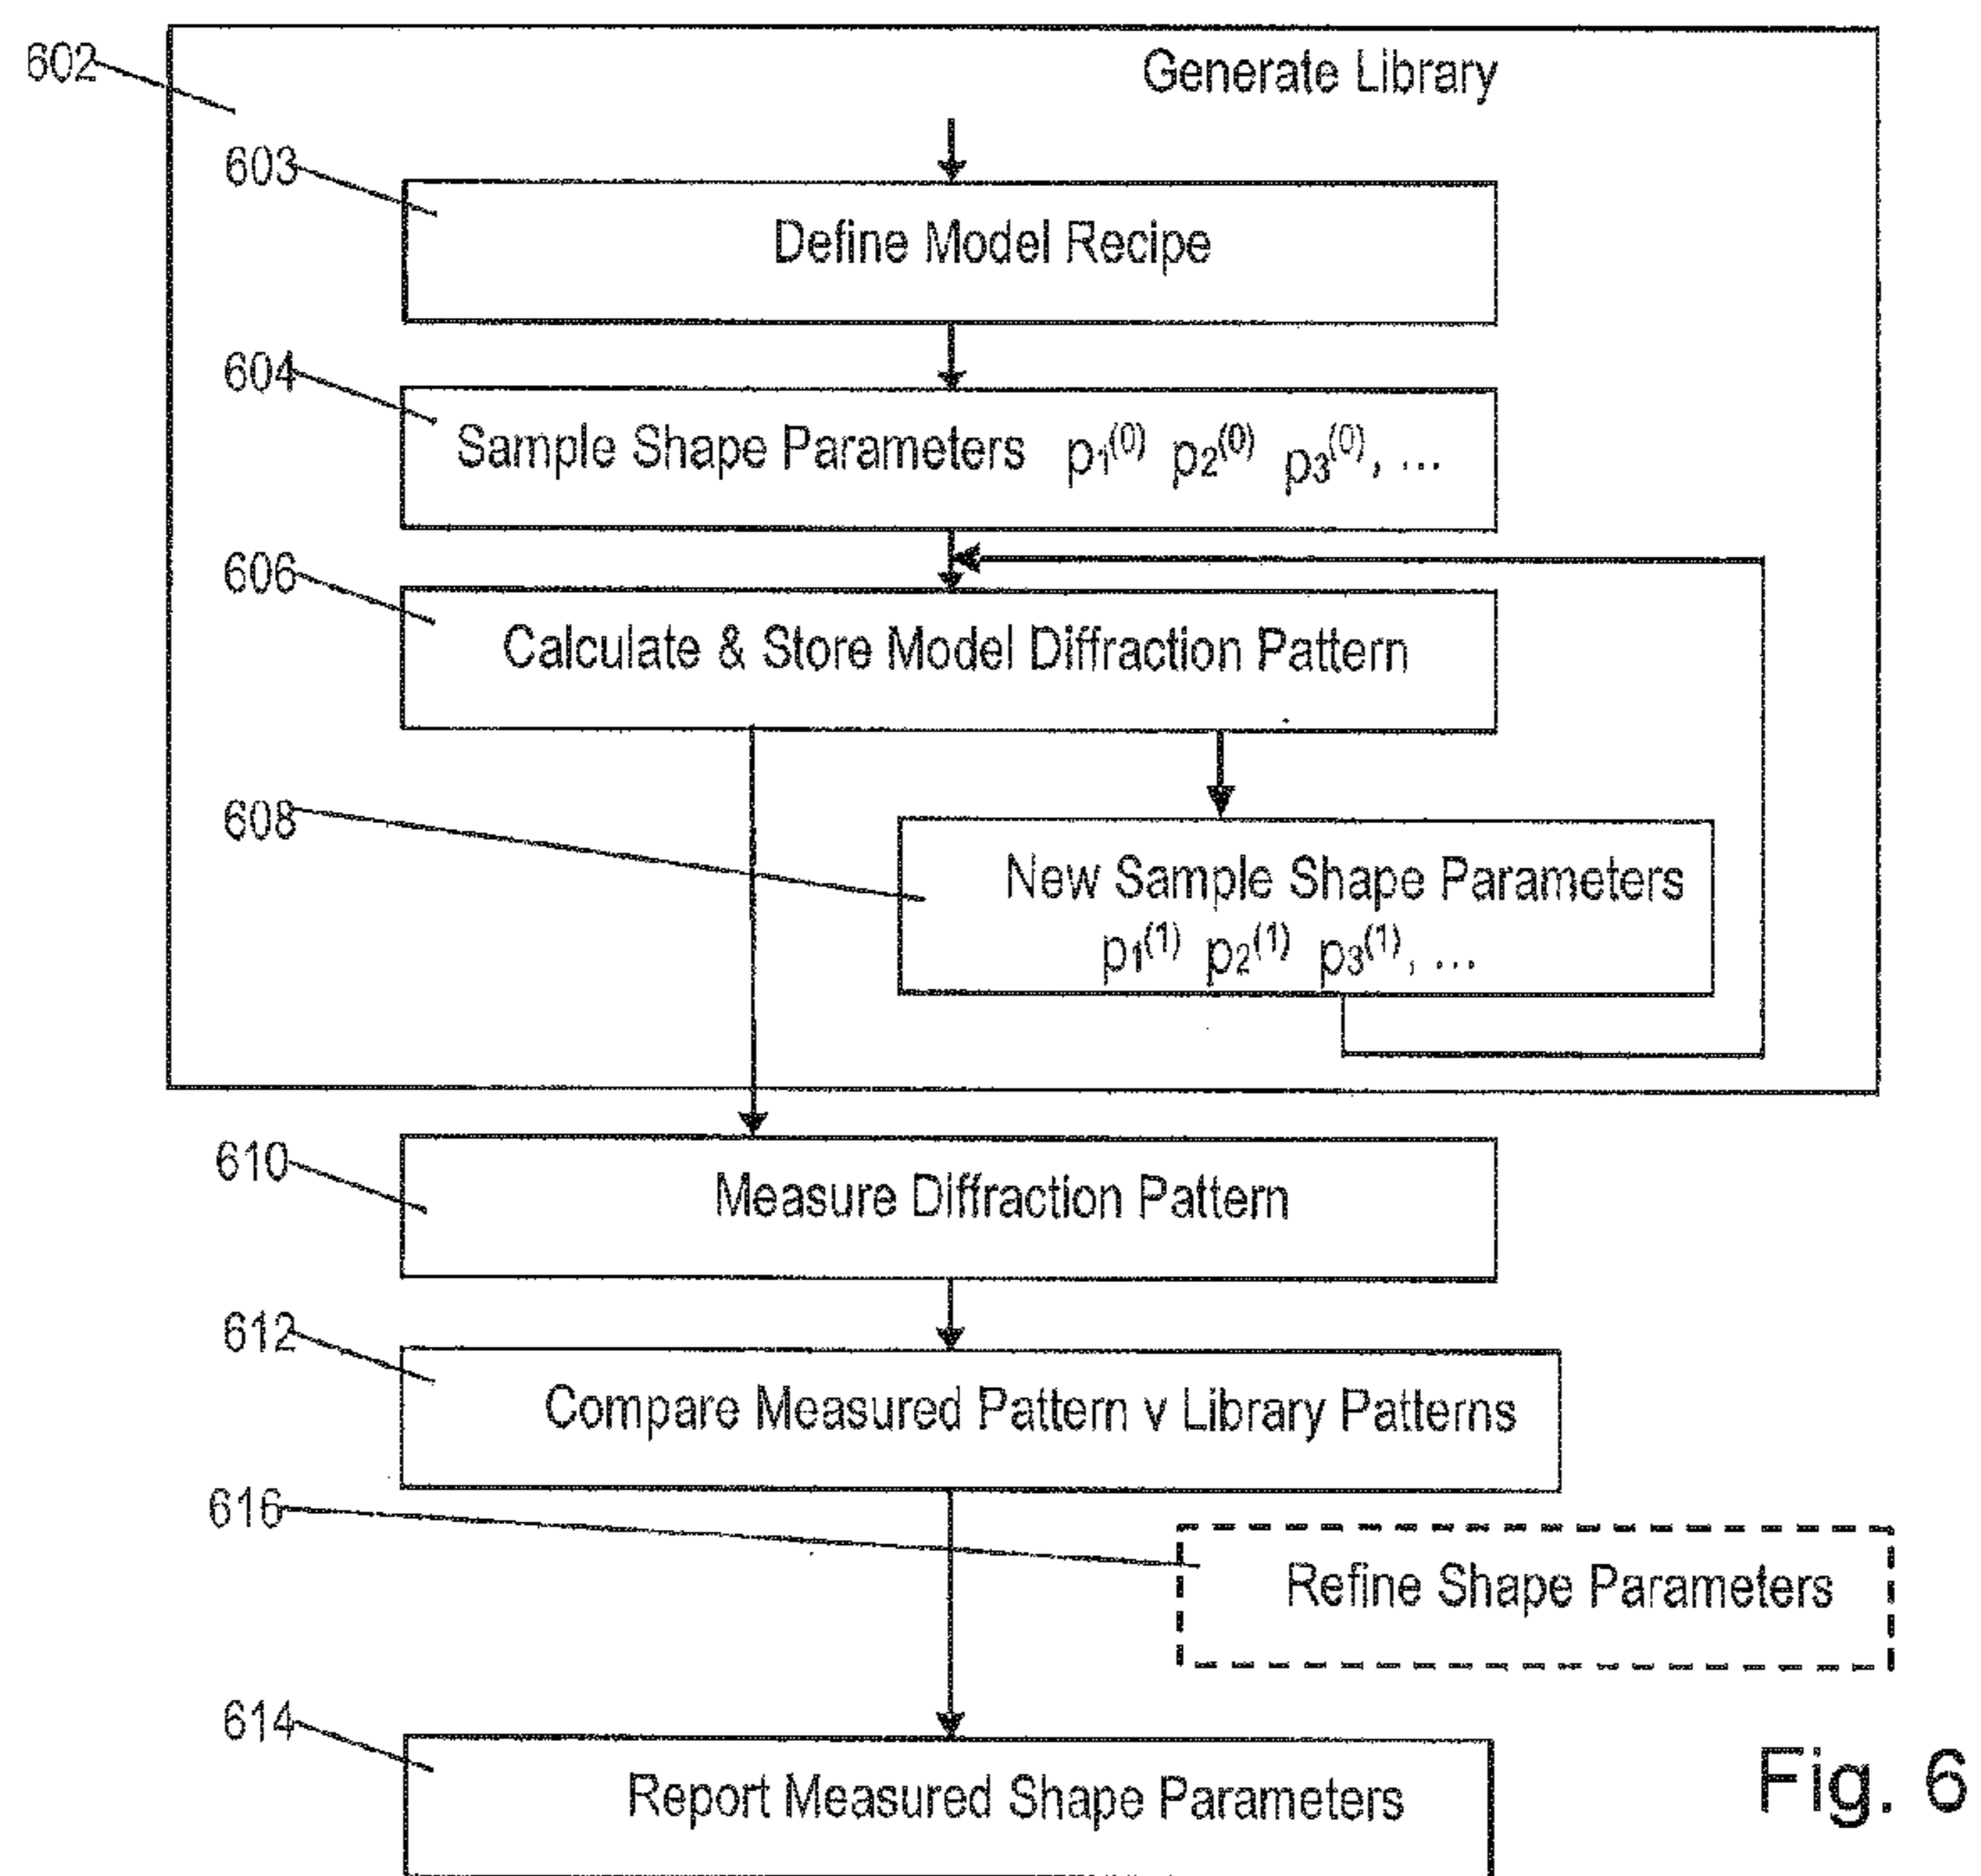 602
Generate Library
603
Define Model Recipe
604
Sample Shape Parameters p₁⁽⁰⁾ p₂⁽⁰⁾ p₃⁽⁰⁾, ...
606
Calculate & Store Model Diffraction Pattern
608
New Sample Shape Parameters
p₁⁽¹⁾ p₂⁽¹⁾ p₃⁽¹⁾, ...
610
Measure Diffraction Pattern
612
Compare Measured Pattern v Library Patterns
616
Refine Shape Parameters
614
Report Measured Shape Parameters
Fig. 6